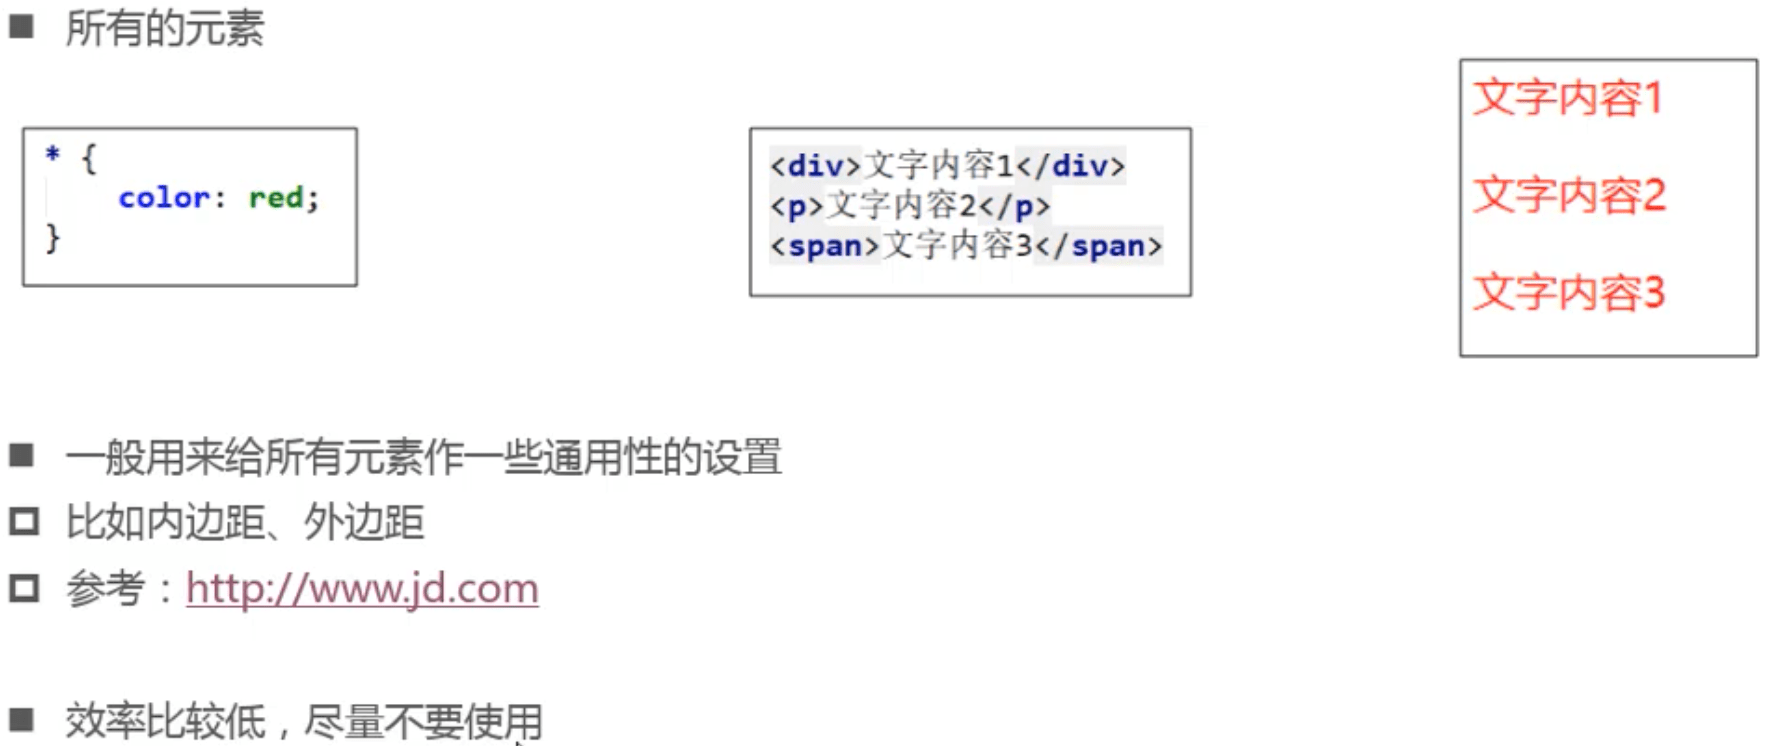 所有的元素
* {
color: red;
}
<div>文字内容1</div>
<p>文字内容2</p>
<span>文字内容3</span>
文字内容1
文字内容2
文字内容3
一般用来给所有元素作一些通用性的设置
比如内边距、外边距
参考：http://www.jd.com
效率比较低，尽量不要使用